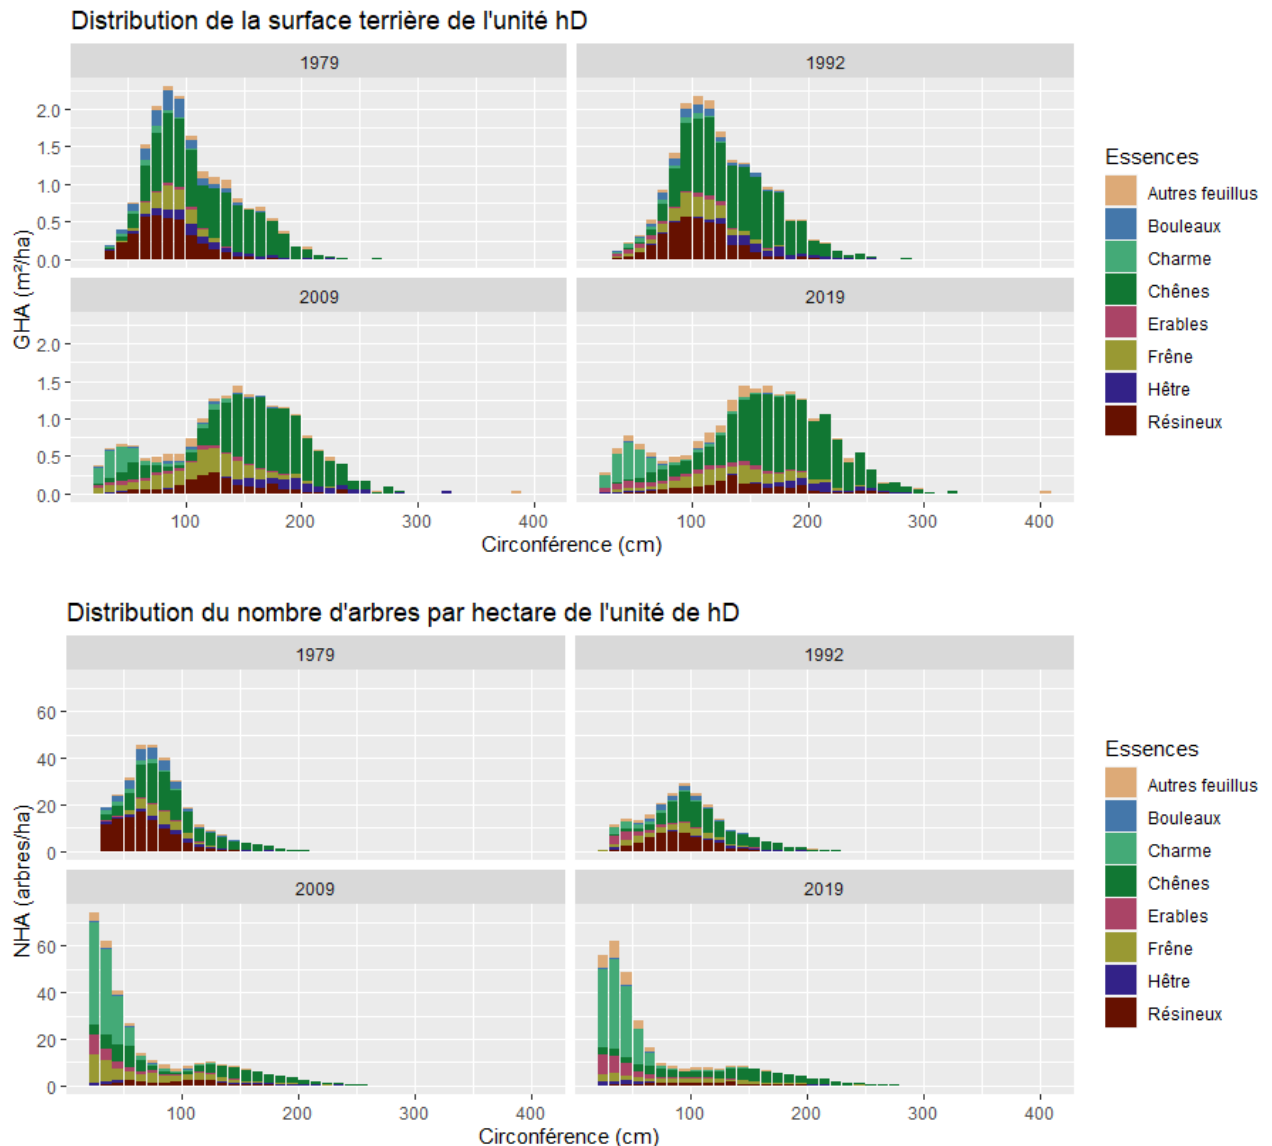 Distribution de la surface terrière de l'unité hD
1979
1992
2.0
1.5
1.0
0.5
0.0
2009
2019
2.0
1.5
1.0
0.5
0.0
GHA (m²/ha)
100 200 300 400
100 200 300 400
Circonférence (cm)
Essences
Autres feuillus
Bouleaux
Charme
Chênes
Erables
Frêne
Hêtre
Résineux
Distribution du nombre d'arbres par hectare de l'unité de hD
1979
1992
60
40
20
0
2009
2019
60
40
20
0
NHA (arbres/ha)
100 200 300 400
100 200 300 400
Circonférence (cm)
Essences
Autres feuillus
Bouleaux
Charme
Chênes
Erables
Frêne
Hêtre
Résineux